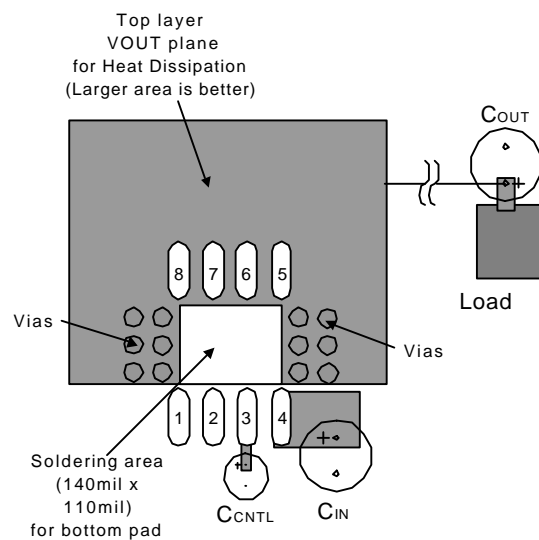 Top layer
VOUT plane
for Heat Dissipation
(Larger area is better)
COUT
+
Load
8 7 6 5
Vias
Vias
1 2 3 4
+
+
Soldering area
(140mil x
110mil)
for bottom pad
CCNTL
CIN